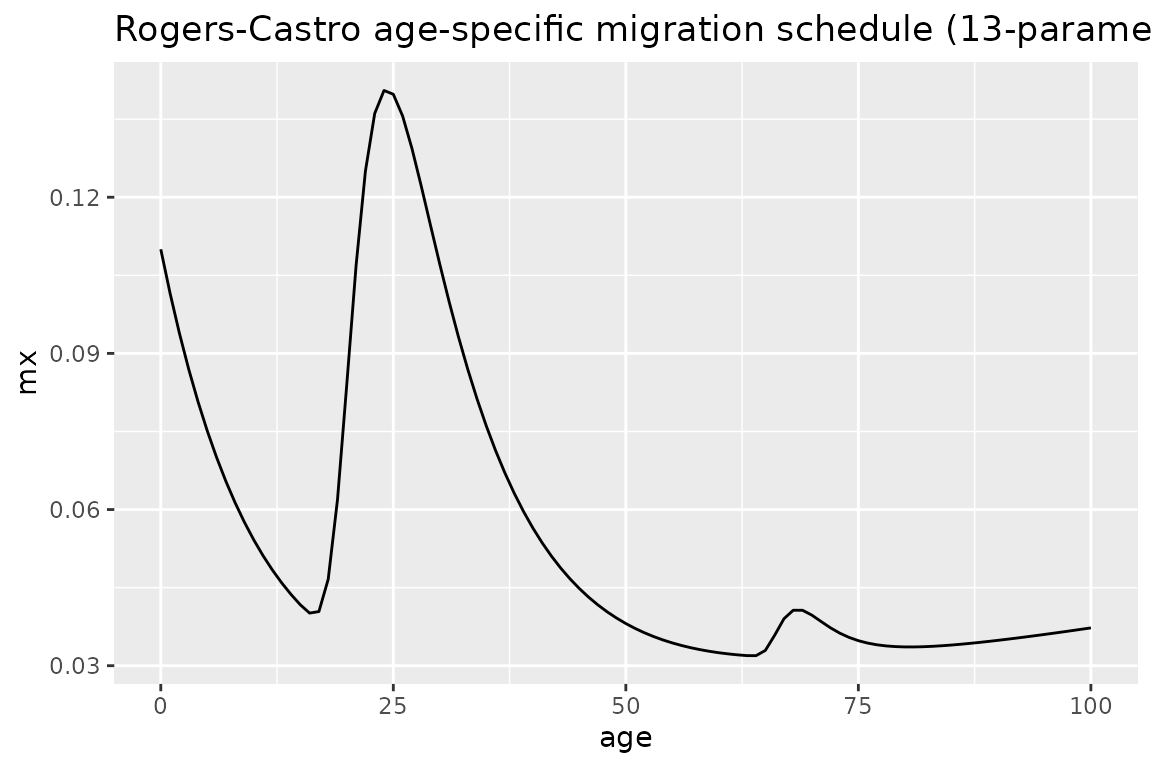 Rogers-Castro age-specific migration schedule (13-parame
0.12
0.09
mx
0.06
0.03
0 25 50 75 100
age